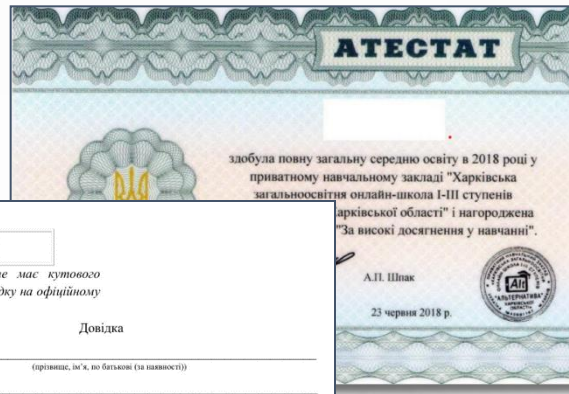 АТЕСТАТ
здобула повну загальну середню освіту в 2018 році у
приватному навчальному закладі "Харківська
загальноосвітня онлайн-школа І-ІІІ ступенів
арківської області" і нагороджена
"За високі досягнення у навчанні".
А.П. Шпак
23 червня 2018 р.
Alt
"АЛЬТЕРНАТИВА"
е має кутового
дку на офіційному
Довідка
(прізвище, ім'я, по батькові (за наявності))